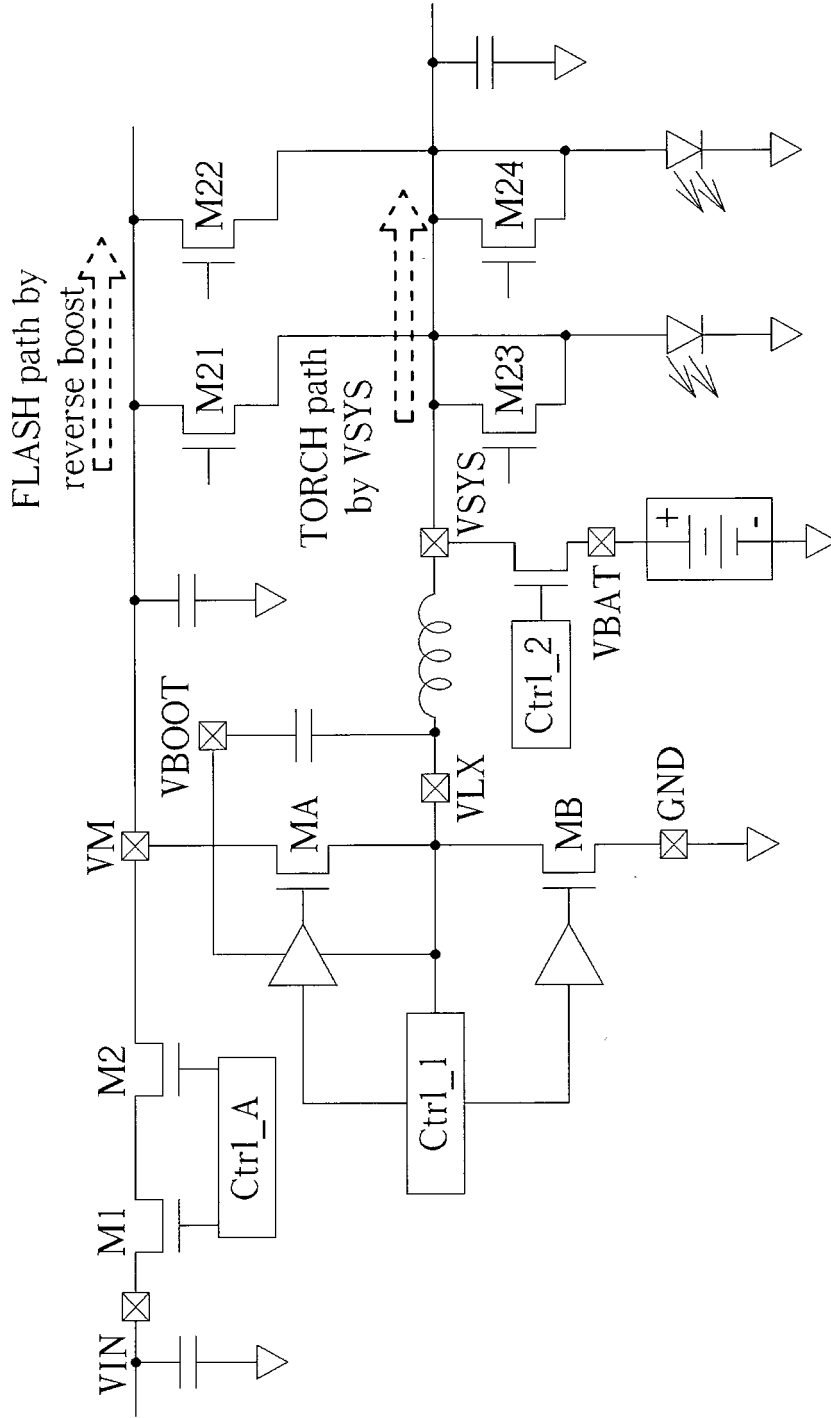 FLASH path by
reverse boost
VIN
M1
M2
Ctrl_A
VM
VBOOT
M21
M22
TORCH path
by VSYS
MA
Ctrl_1
VLX
VSYS
M23
M24
MB
Ctrl_2
GND
VBAT
+
-